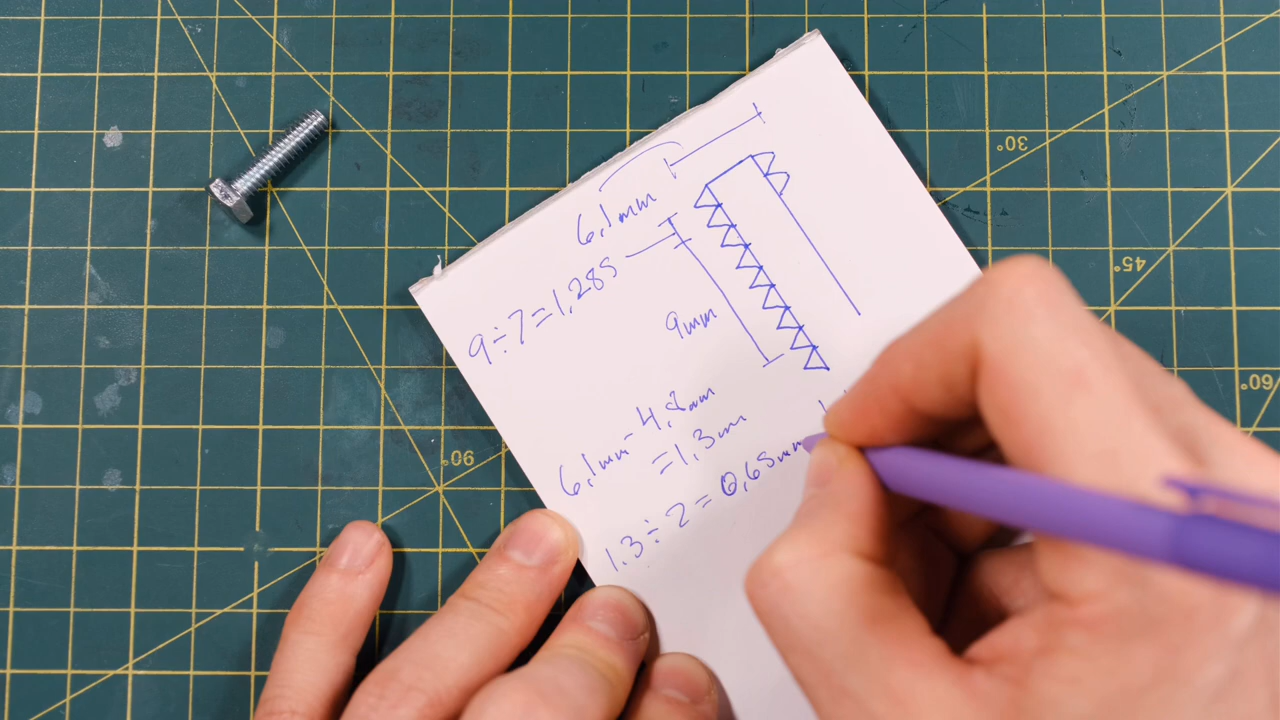 6,1mm
9÷7=1,285
9mm
6,1mm-4,8mm
=1,3mm
1.3÷2=0,65mm
30°
45°
60°
90°